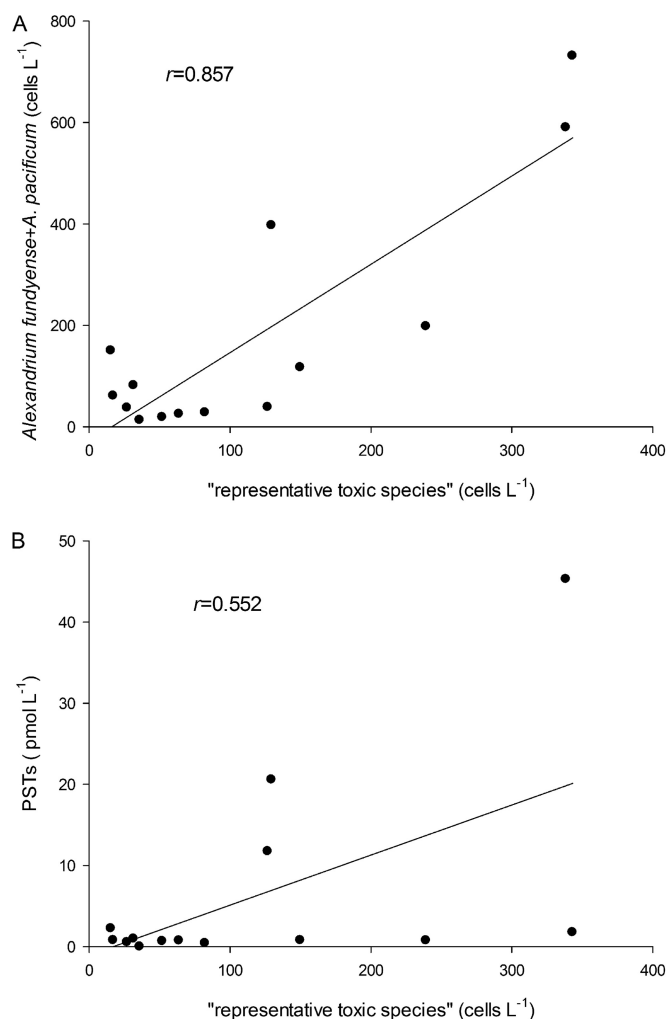 A
800
r=0.857
600
400
200
0
Alexandrium fundyense+A. pacificum (cells L⁻¹)
0 100 200 300 400
"representative toxic species" (cells L⁻¹)
B
50
r=0.552
40
30
20
10
0
PSTs ( pmol L⁻¹)
0 100 200 300 400
"representative toxic species" (cells L⁻¹)